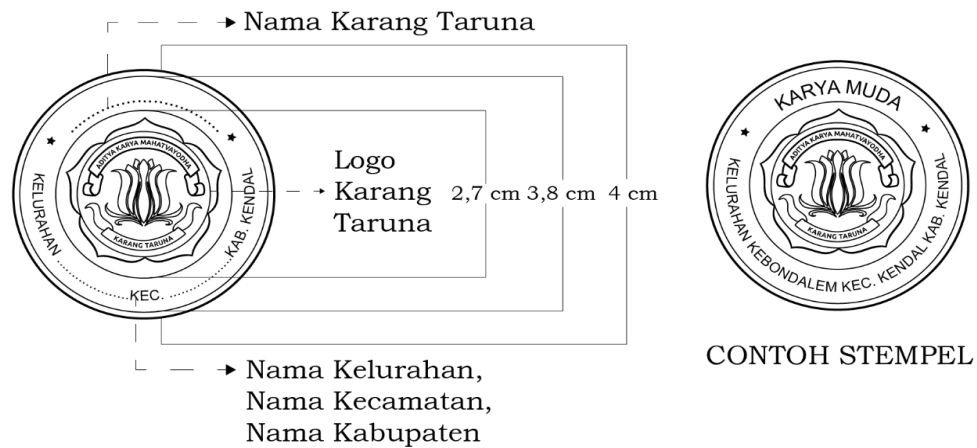 Nama Karang Taruna
ADITYA KARYA MAHATVAYODHA
KARANG TARUNA
KELURAHAN .......... KEC. .......... KAB. KENDAL
Logo
Karang
Taruna
2,7 cm 3,8 cm 4 cm
Nama Kelurahan,
Nama Kecamatan,
Nama Kabupaten
KARYA MUDA
ADITYA KARYA MAHATVAYODHA
KARANG TARUNA
KELURAHAN KEBONDALEM KEC. KENDAL KAB. KENDAL
CONTOH STEMPEL